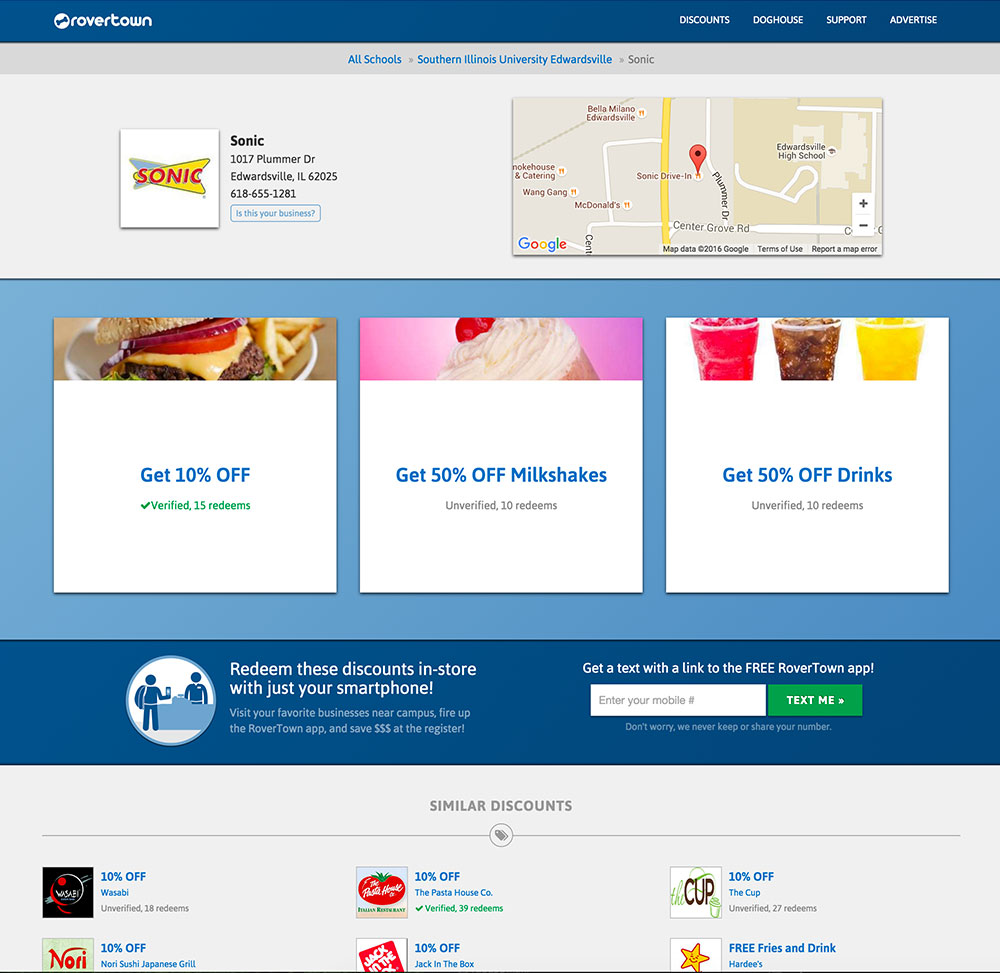 rovertown
DISCOUNTS
DOGHOUSE
SUPPORT
ADVERTISE
All Schools » Southern Illinois University Edwardsville » Sonic
SONIC
Sonic
1017 Plummer Dr
Edwardsville, IL 62025
618-655-1281
Is this your business?
Bella Milano
Edwardsville
Edwardsville
High School
nokehouse
& Catering
Sonic Drive-In
Plummer Dr
Wang Gang
McDonald's
Center Grove Rd
Cent
C
G
+
−
Google
Map data ©2016 Google
Terms of Use
Report a map error
Get 10% OFF
Verified, 15 redeems
Get 50% OFF Milkshakes
Unverified, 10 redeems
Get 50% OFF Drinks
Unverified, 10 redeems
Redeem these discounts in-store
with just your smartphone!
Visit your favorite businesses near campus, fire up
the RoverTown app, and save $$$ at the register!
Get a text with a link to the FREE RoverTown app!
Enter your mobile #
TEXT ME »
Don't worry, we never keep or share your number.
SIMILAR DISCOUNTS
WASABI
10% OFF
Wasabi
Unverified, 18 redeems
The
Pasta House
Co.
ITALIAN RESTAURANT
10% OFF
The Pasta House Co.
Verified, 39 redeems
the CUP
10% OFF
The Cup
Unverified, 27 redeems
Nori
10% OFF
Nori Sushi Japanese Grill
JACK
IN THE
BOX
10% OFF
Jack In The Box
FREE Fries and Drink
Hardee's